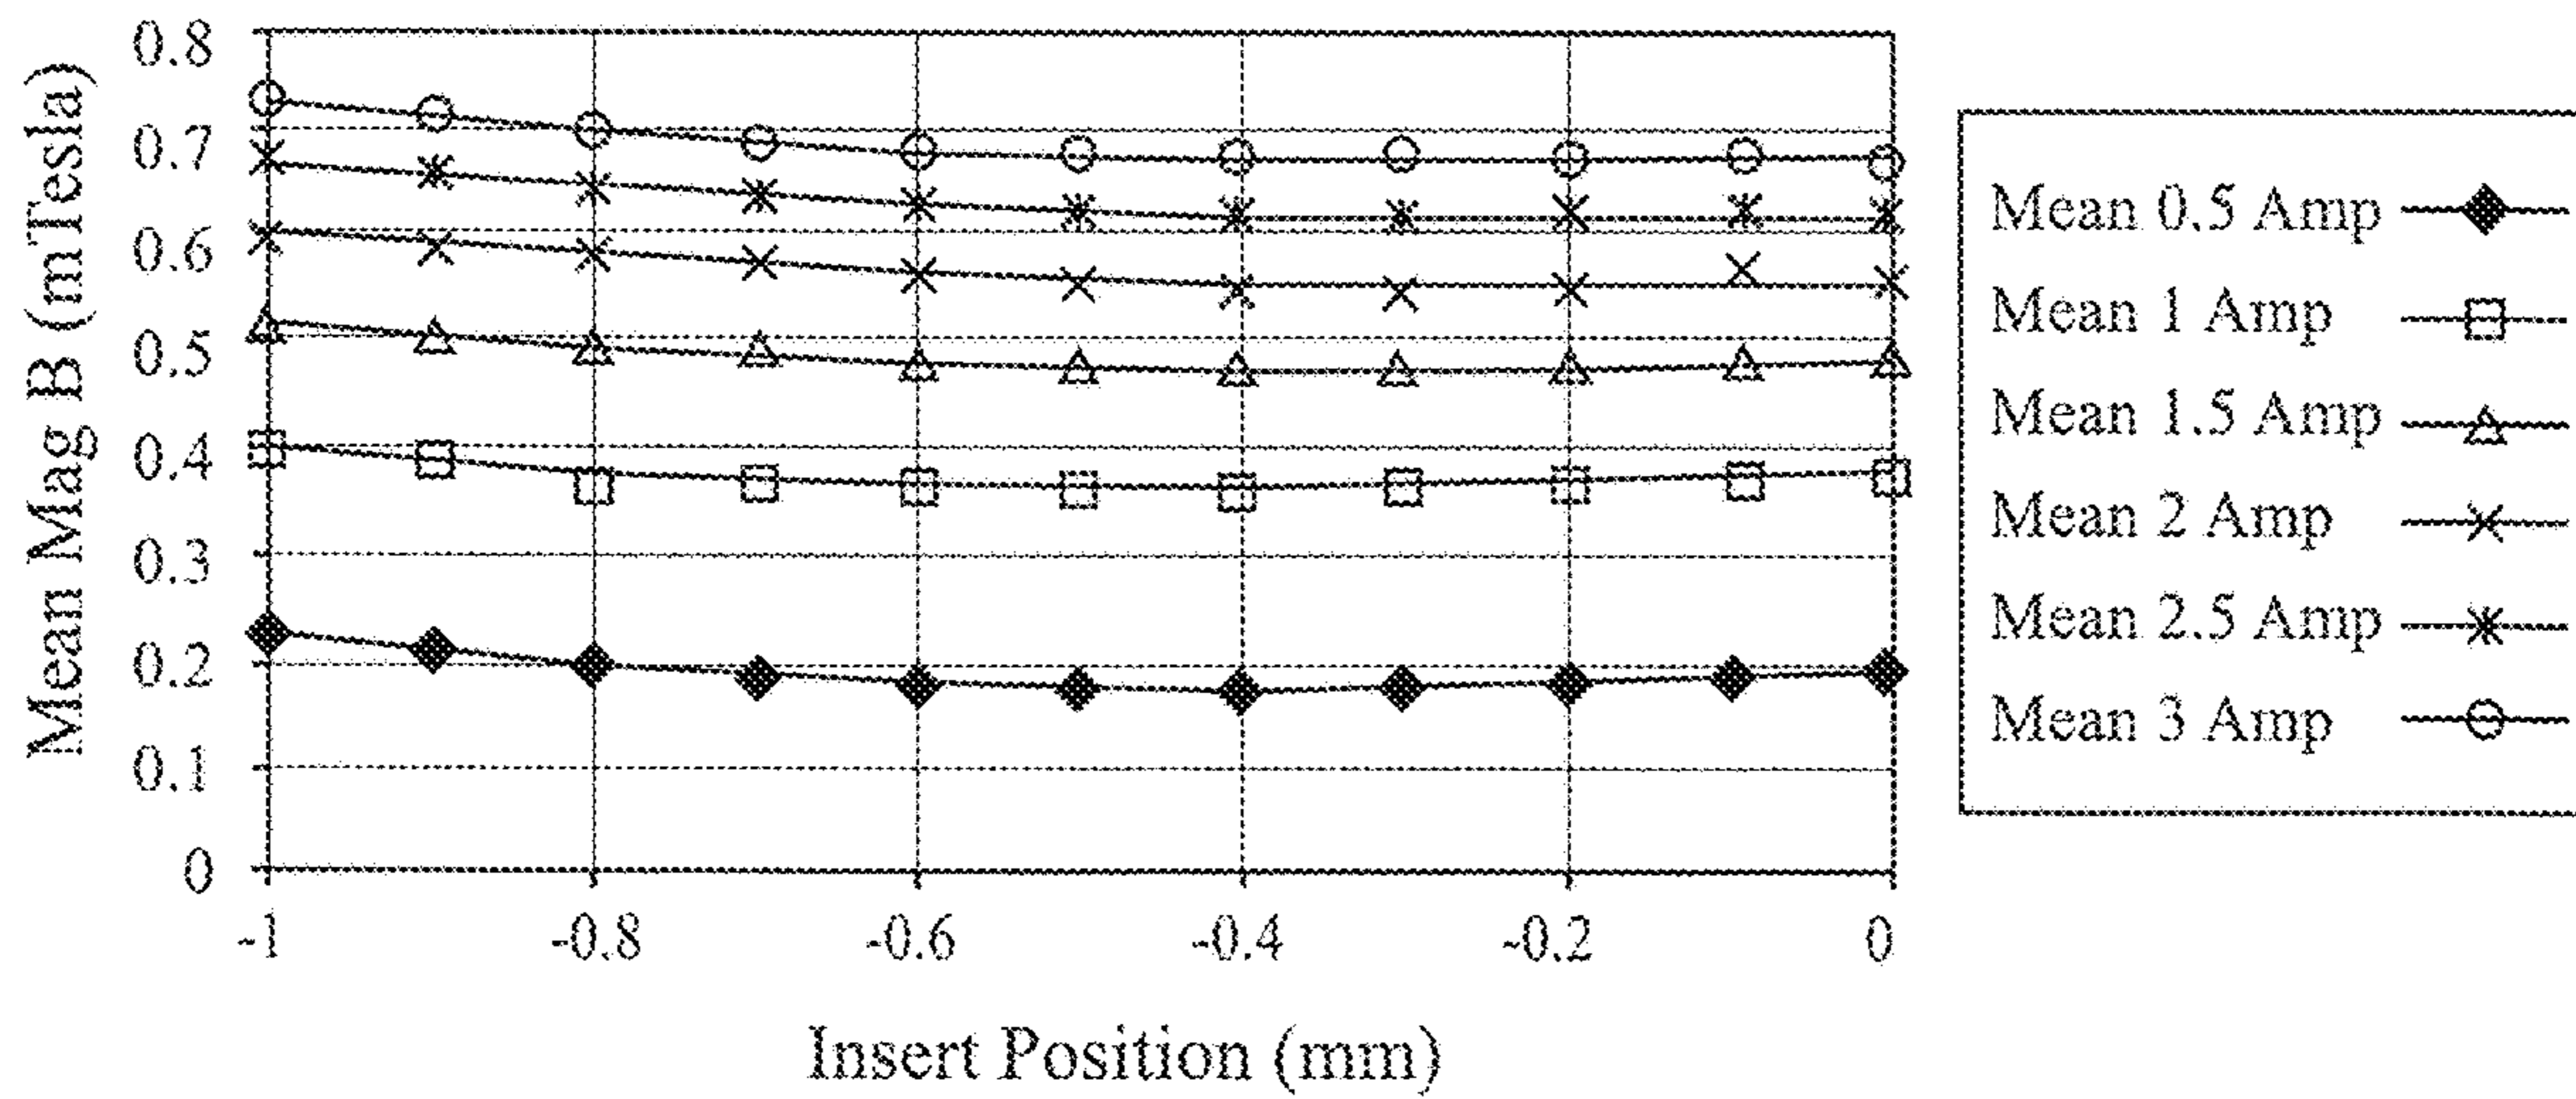 Mean Mag B (mTesla)
0.8
0.7
0.6
0.5
0.4
0.3
0.2
0.1
0
-1 -0.8 -0.6 -0.4 -0.2 0
Insert Position (mm)
Mean 0.5 Amp
Mean 1 Amp
Mean 1.5 Amp
Mean 2 Amp
Mean 2.5 Amp
Mean 3 Amp